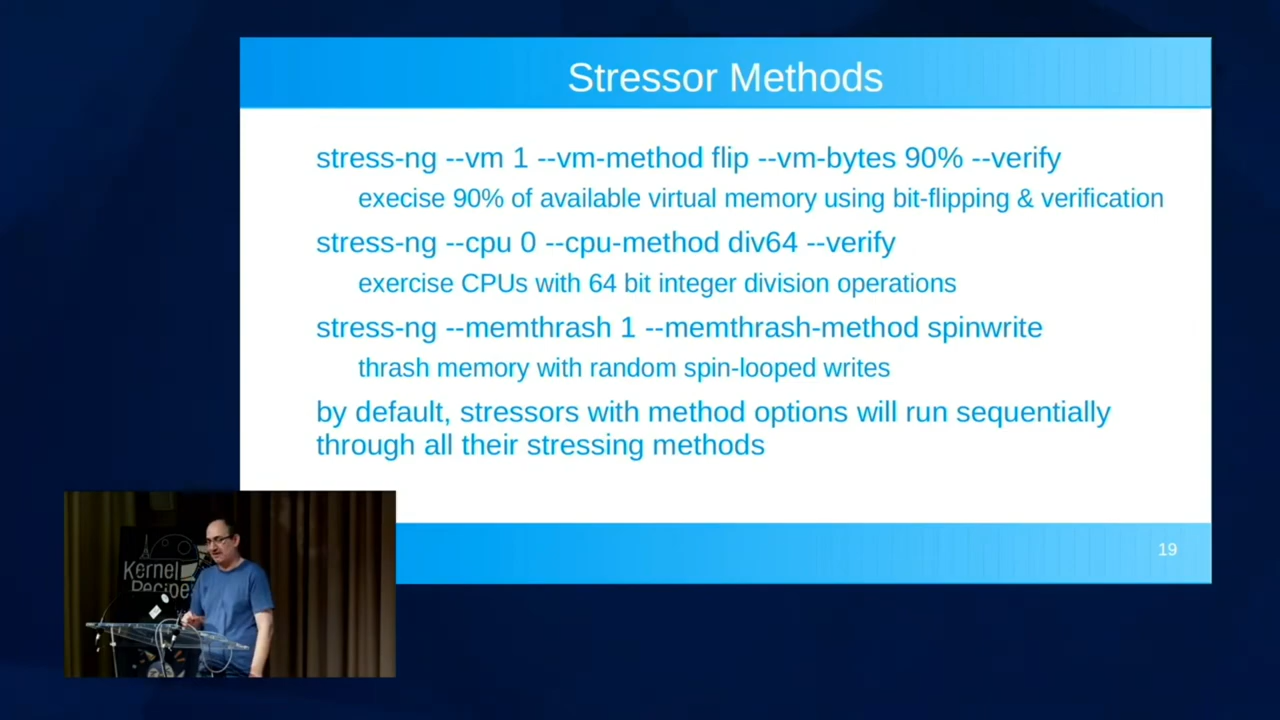 Stressor Methods
stress-ng --vm 1 --vm-method flip --vm-bytes 90% --verify
execise 90% of available virtual memory using bit-flipping & verification
stress-ng --cpu 0 --cpu-method div64 --verify
exercise CPUs with 64 bit integer division operations
stress-ng --memthrash 1 --memthrash-method spinwrite
thrash memory with random spin-looped writes
by default, stressors with method options will run sequentially
through all their stressing methods
19
Kernel
Recipes